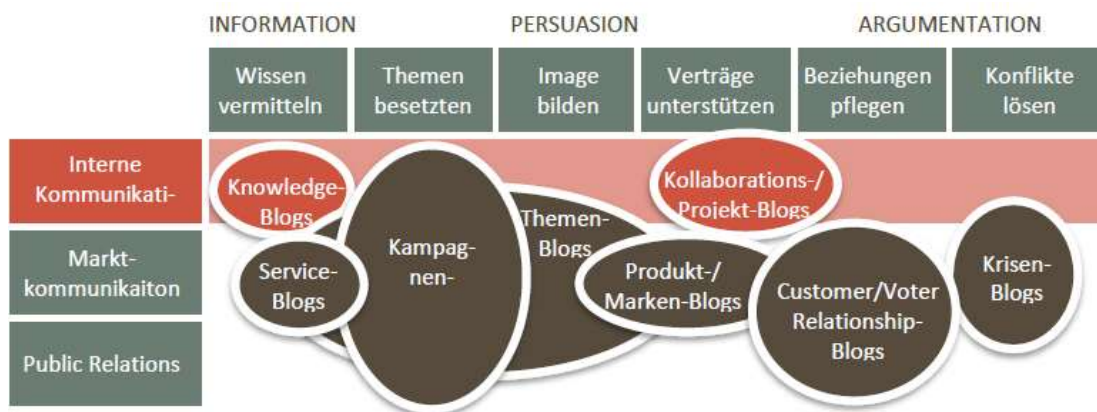 INFORMATION PERSUASION ARGUMENTATION
Wissen Themen Image Verträge Beziehungen Konflikte
vermitteln besetzten bilden unterstützen pflegen lösen
Interne
Kommunikati-
Knowledge-
Blogs
Kollaborations-/
Projekt-Blogs
Themen-
Blogs
Kampag-
nen-
Markt-
kommunikaiton
Service-
Blogs
Produkt-/
Marken-Blogs
Customer/Voter
Relationship-
Blogs
Krisen-
Blogs
Public Relations